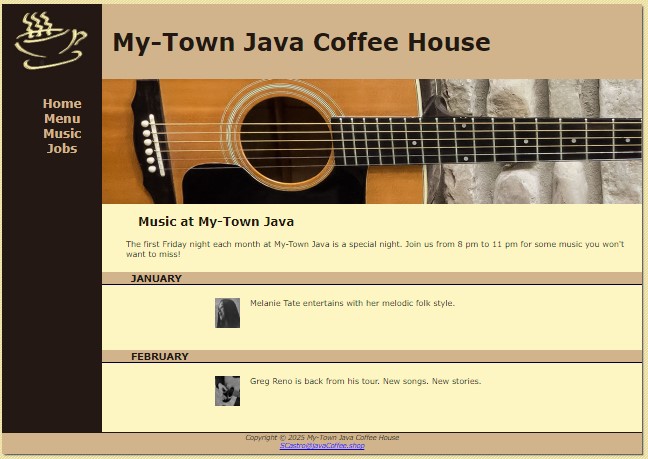 My-Town Java Coffee House
Home
Menu
Music
Jobs
Music at My-Town Java
The first Friday night each month at My-Town Java is a special night. Join us from 8 pm to 11 pm for some music you won't
want to miss!
JANUARY
Melanie Tate entertains with her melodic folk style.
FEBRUARY
Greg Reno is back from his tour. New songs. New stories.
Copyright © 2025 My-Town Java Coffee House
SCastro@javaCoffee.shop